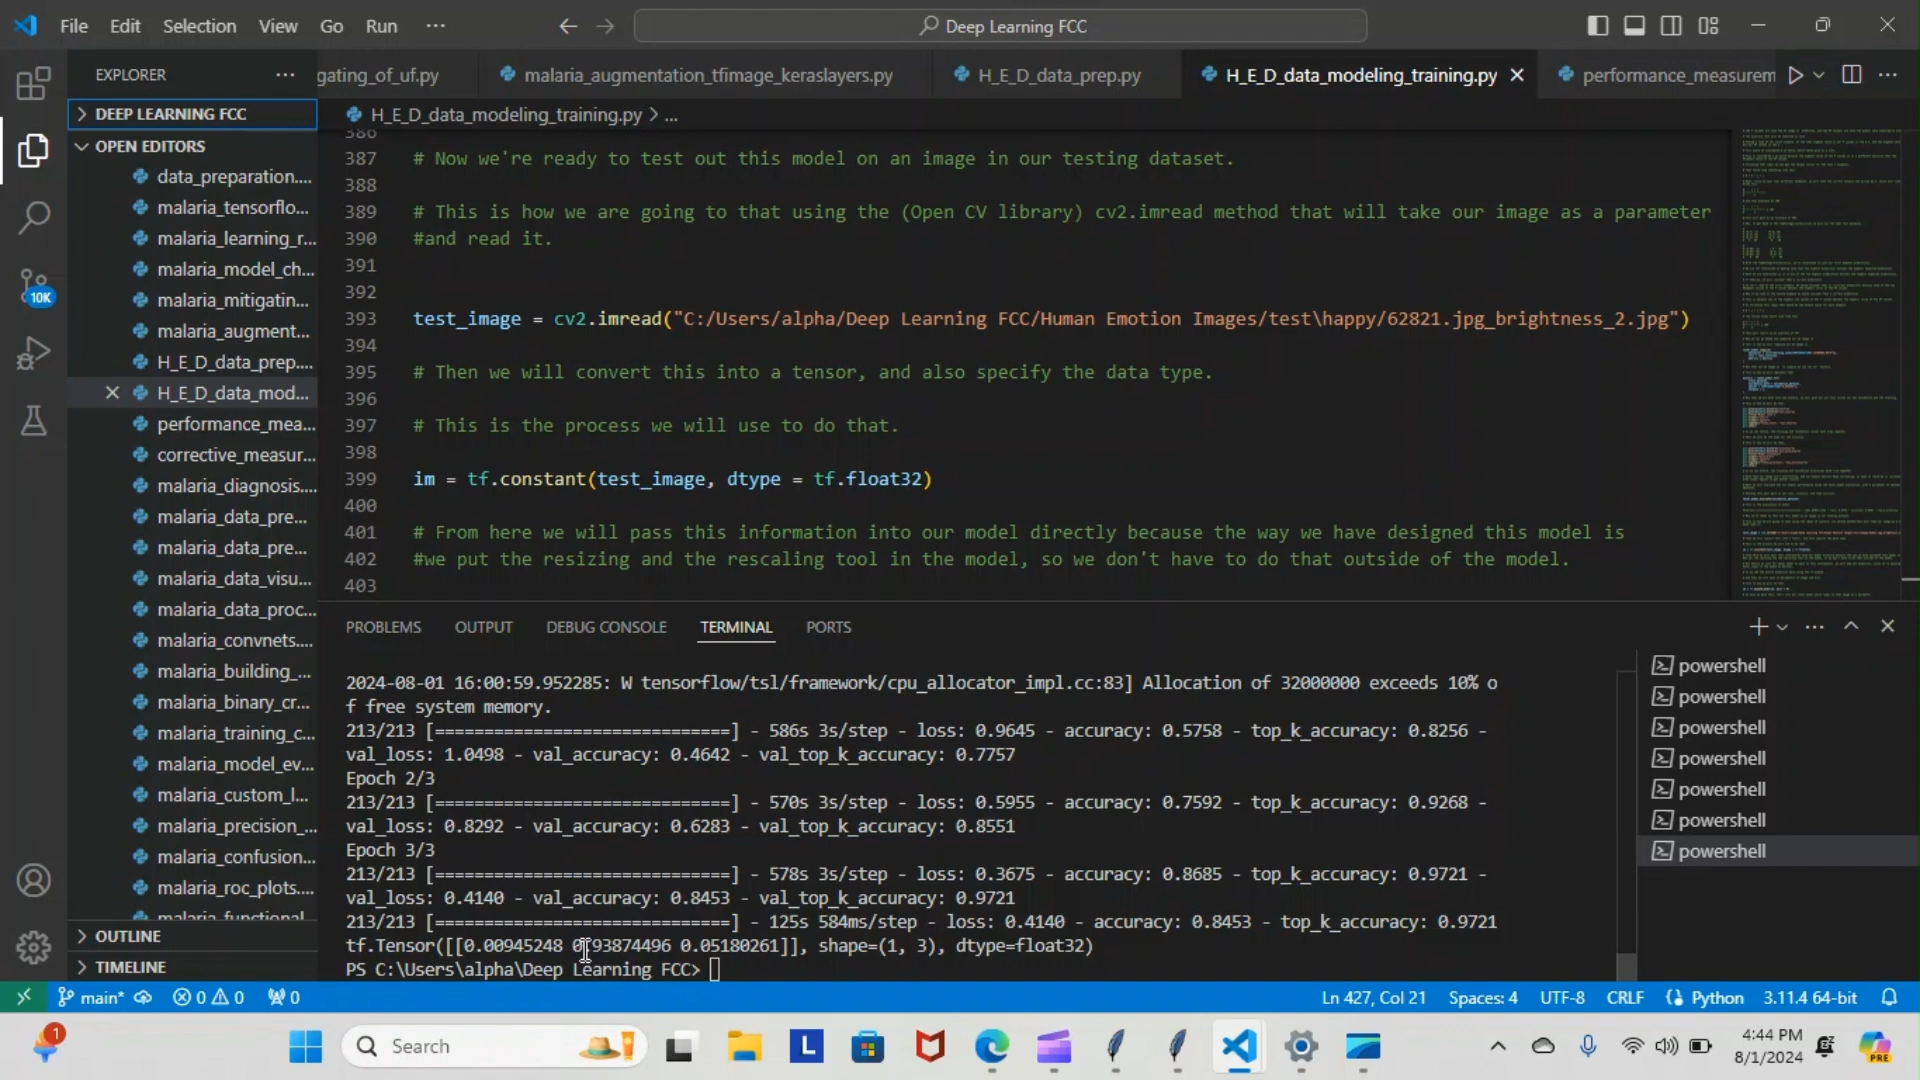 File Edit Selection View Go Run ··· Deep Learning FCC
EXPLORER
gating_of_uf.py malaria_augmentation_tfimage_keraslayers.py H_E_D_data_prep.py H_E_D_data_modeling_training.py performance_measurem
DEEP LEARNING FCC
H_E_D_data_modeling_training.py > ...
OPEN EDITORS
data_preparation....
malaria_tensorflo...
malaria_learning_r...
malaria_model_ch...
malaria_mitigatin...
malaria_augment...
H_E_D_data_prep....
H_E_D_data_mod...
performance_mea...
corrective_measur...
malaria_diagnosis....
malaria_data_pre...
malaria_data_pre...
malaria_data_visu...
malaria_data_proc...
malaria_convnets....
malaria_building_...
malaria_binary_cr...
malaria_training_c...
malaria_model_ev...
malaria_custom_l...
malaria_precision_...
malaria_confusion...
malaria_roc_plots....
malaria_functional
OUTLINE
TIMELINE
10K
386
387 # Now we're ready to test out this model on an image in our testing dataset.
388
389 # This is how we are going to that using the (Open CV library) cv2.imread method that will take our image as a parameter
390 #and read it.
391
392
393 test_image = cv2.imread("C:/Users/alpha/Deep Learning FCC/Human Emotion Images/test\happy/62821.jpg_brightness_2.jpg")
394
395 # Then we will convert this into a tensor, and also specify the data type.
396
397 # This is the process we will use to do that.
398
399 im = tf.constant(test_image, dtype = tf.float32)
400
401 # From here we will pass this information into our model directly because the way we have designed this model is
402 #we put the resizing and the rescaling tool in the model, so we don't have to do that outside of the model.
403
PROBLEMS OUTPUT DEBUG CONSOLE TERMINAL PORTS
2024-08-01 16:00:59.952285: W tensorflow/tsl/framework/cpu_allocator_impl.cc:83] Allocation of 32000000 exceeds 10% o
f free system memory.
213/213 [==============================] - 586s 3s/step - loss: 0.9645 - accuracy: 0.5758 - top_k_accuracy: 0.8256 -
val_loss: 1.0498 - val_accuracy: 0.4642 - val_top_k_accuracy: 0.7757
Epoch 2/3
213/213 [==============================] - 570s 3s/step - loss: 0.5955 - accuracy: 0.7592 - top_k_accuracy: 0.9268 -
val_loss: 0.8292 - val_accuracy: 0.6283 - val_top_k_accuracy: 0.8551
Epoch 3/3
213/213 [==============================] - 578s 3s/step - loss: 0.3675 - accuracy: 0.8685 - top_k_accuracy: 0.9721 -
val_loss: 0.4140 - val_accuracy: 0.8453 - val_top_k_accuracy: 0.9721
213/213 [==============================] - 125s 584ms/step - loss: 0.4140 - accuracy: 0.8453 - top_k_accuracy: 0.9721
tf.Tensor([[0.00945248 0.93874496 0.05180261]], shape=(1, 3), dtype=float32)
PS C:\Users\alpha\Deep Learning FCC>
powershell
powershell
powershell
powershell
powershell
powershell
powershell
main* 0 0 0 Ln 427, Col 21 Spaces: 4 UTF-8 CRLF Python 3.11.4 64-bit
1 Search L PRE
4:44 PM
8/1/2024